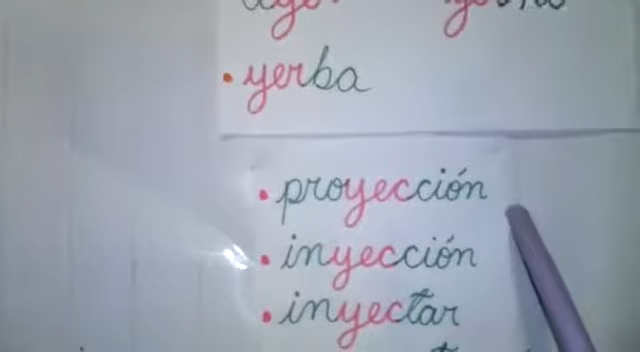 • yerba
• proyección
• inyección
• inyectar